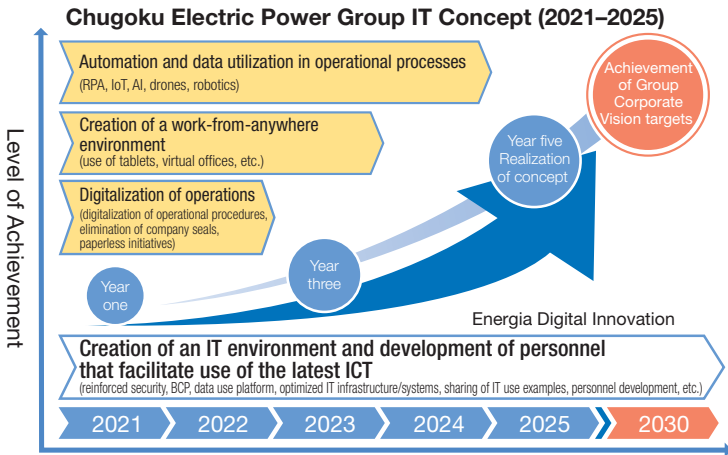 Chugoku Electric Power Group IT Concept (2021–2025)
Level of Achievement
Automation and data utilization in operational processes
(RPA, IoT, AI, drones, robotics)
Creation of a work-from-anywhere
environment
(use of tablets, virtual offices, etc.)
Digitalization of operations
(digitalization of operational procedures,
elimination of company seals,
paperless initiatives)
Year
one
Year
three
Year five
Realization
of concept
Achievement
of Group
Corporate
Vision targets
Energia Digital Innovation
Creation of an IT environment and development of personnel
that facilitate use of the latest ICT
(reinforced security, BCP, data use platform, optimized IT infrastructure/systems, sharing of IT use examples, personnel development, etc.)
2021 2022 2023 2024 2025 2030